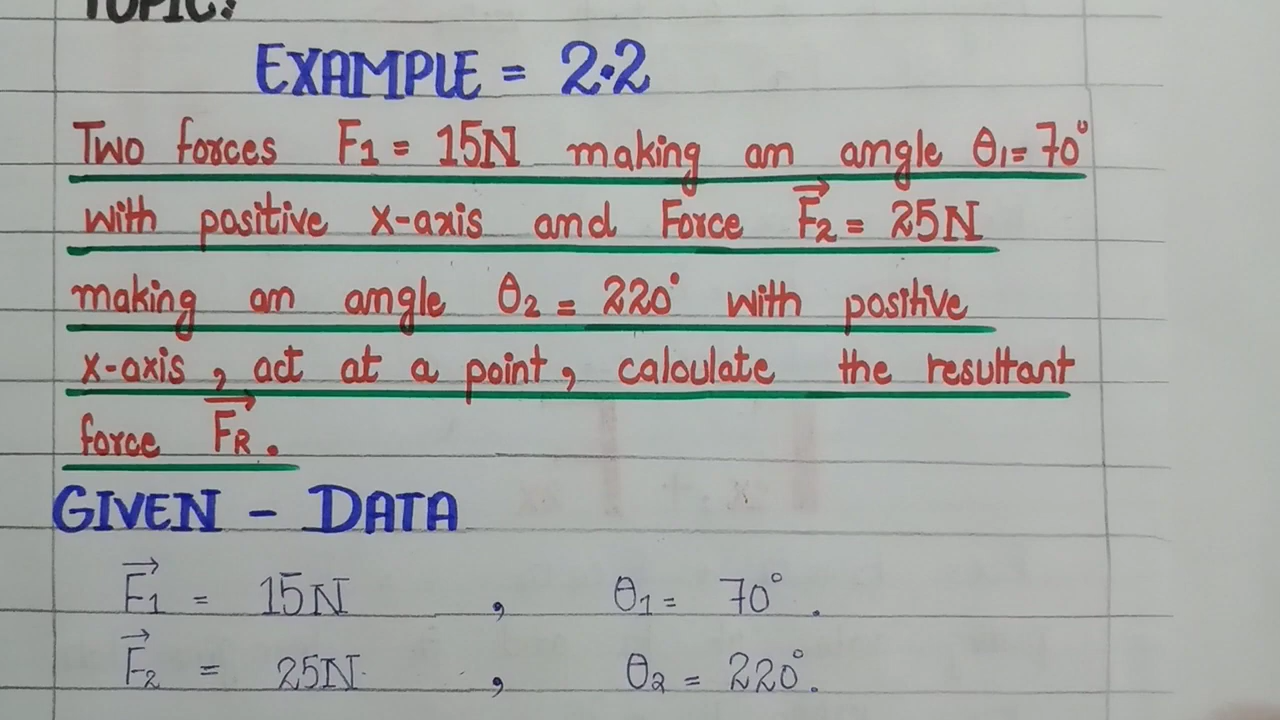 TOPIC:
EXAMPLE = 2.2
Two forces F1 = 15N making an angle θ1= 70°
with positive x-axis and Force F2 = 25N
making an angle θ2 = 220° with positive
x-axis, act at a point, calculate the resultant
force FR.
GIVEN - DATA
F1 = 15N , θ1 = 70°.
F2 = 25N. , θ2 = 220°.